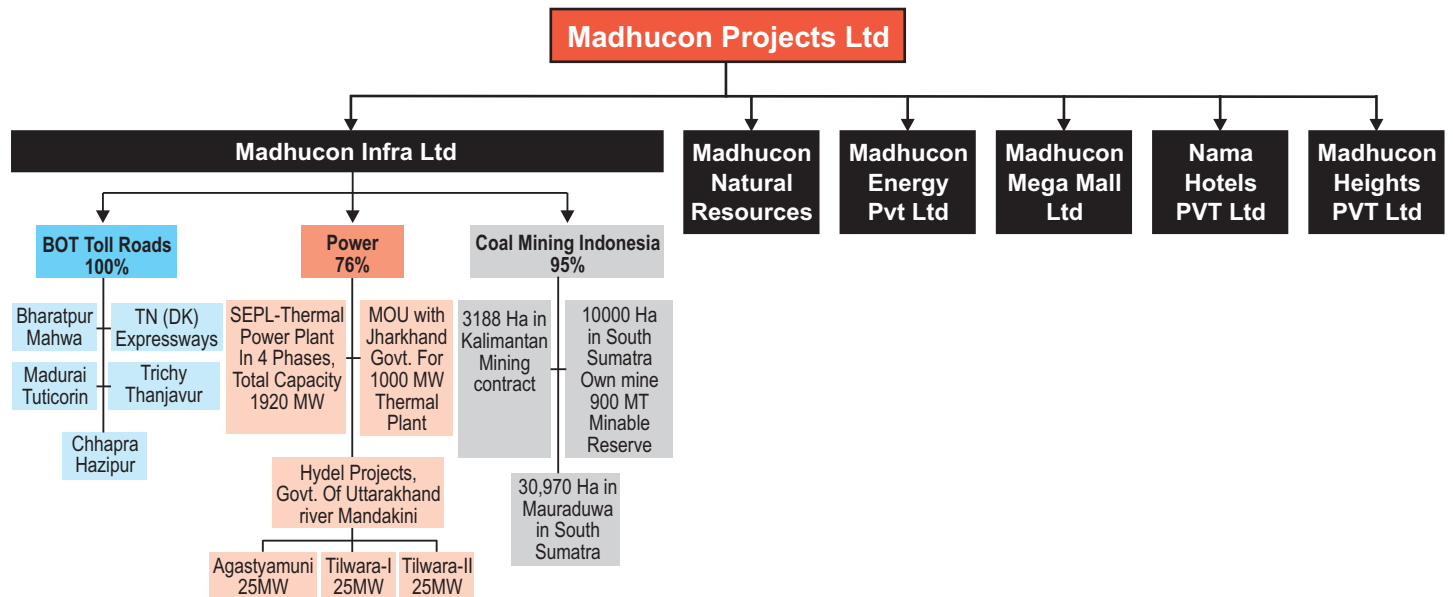 Madhucon Projects Ltd
Madhucon Infra Ltd
Madhucon
Natural
Resources
Madhucon
Energy
Pvt Ltd
Madhucon
Mega Mall
Ltd
Nama
Hotels
PVT Ltd
Madhucon
Heights
PVT Ltd
BOT Toll Roads
100%
Power
76%
Coal Mining Indonesia
95%
Bharatpur
Mahwa
TN (DK)
Expressways
Madurai
Tuticorin
Trichy
Thanjavur
Chhapra
Hazipur
SEPL-Thermal
Power Plant
In 4 Phases,
Total Capacity
1920 MW
MOU with
Jharkhand
Govt. For
1000 MW
Thermal
Plant
Hydel Projects,
Govt. Of Uttarakhand
river Mandakini
Agastyamuni
25MW
Tilwara-I
25MW
Tilwara-II
25MW
3188 Ha in
Kalimantan
Mining
contract
10000 Ha
in South
Sumatra
Own mine
900 MT
Minable
Reserve
30,970 Ha in
Mauraduwa
in South
Sumatra